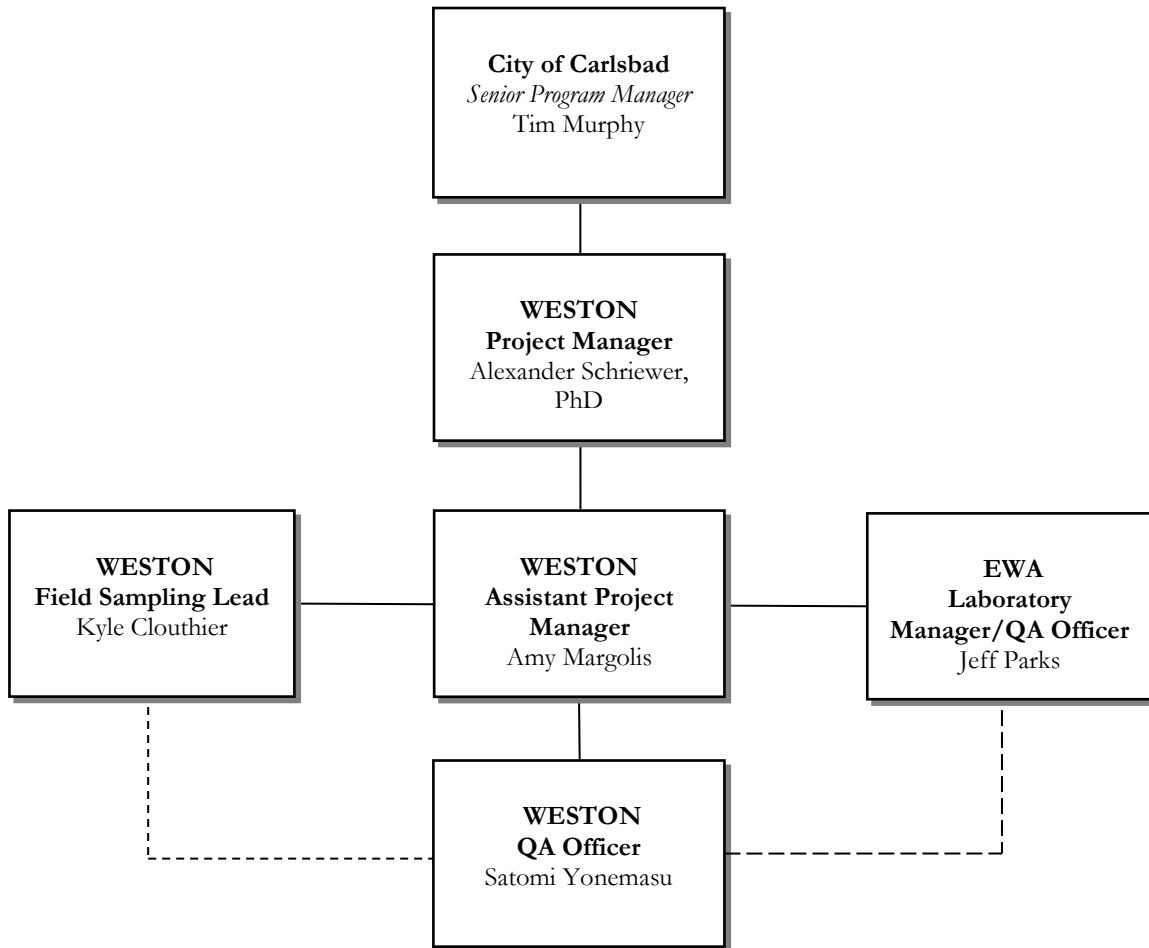 City of Carlsbad
Senior Program Manager
Tim Murphy
WESTON
Project Manager
Alexander Schriewer,
PhD
WESTON
Field Sampling Lead
Kyle Clouthier
WESTON
Assistant Project
Manager
Amy Margolis
EWA
Laboratory
Manager/QA Officer
Jeff Parks
WESTON
QA Officer
Satomi Yonemasu